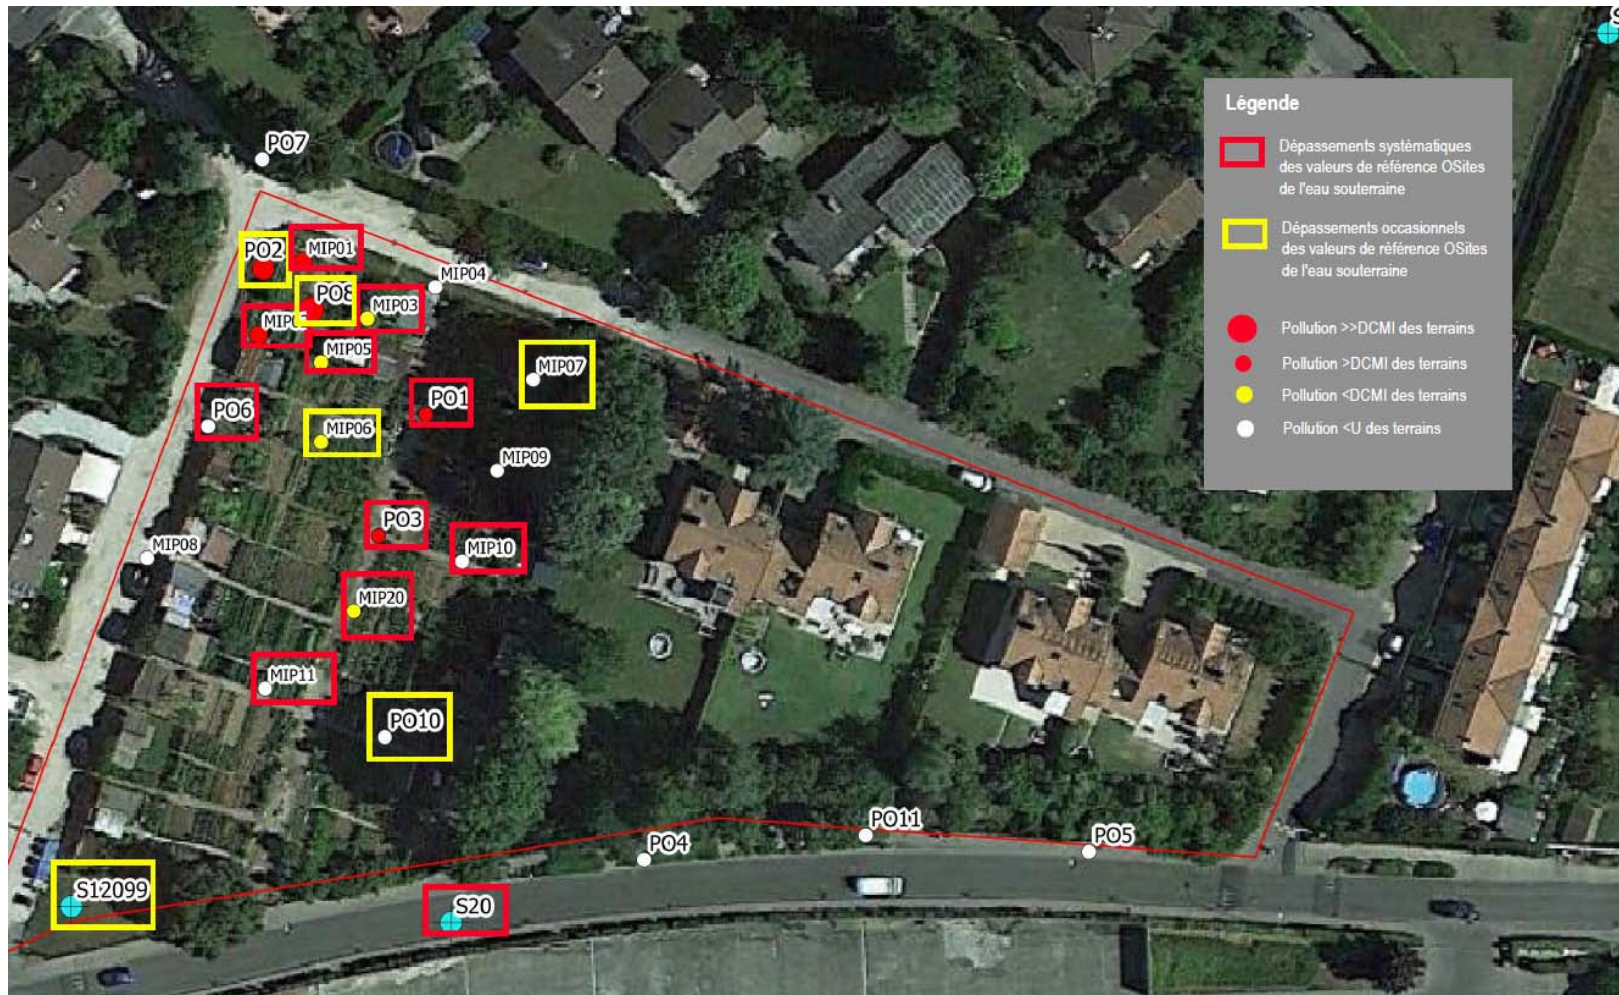 S
Légende
Dépassements systématiques
des valeurs de référence OSites
de l'eau souterraine
Dépassements occasionnels
des valeurs de référence OSites
de l'eau souterraine
Pollution >>DCMI des terrains
Pollution >DCMI des terrains
Pollution <DCMI des terrains
Pollution <U des terrains
PO7
PO2
MIP01
MIP04
PO8
MIP03
MIP05
MIP07
PO1
PO6
MIP06
MIP09
PO3
MIP10
MIP08
MIP20
MIP11
PO10
PO11
PO4
PO5
S12099
S20